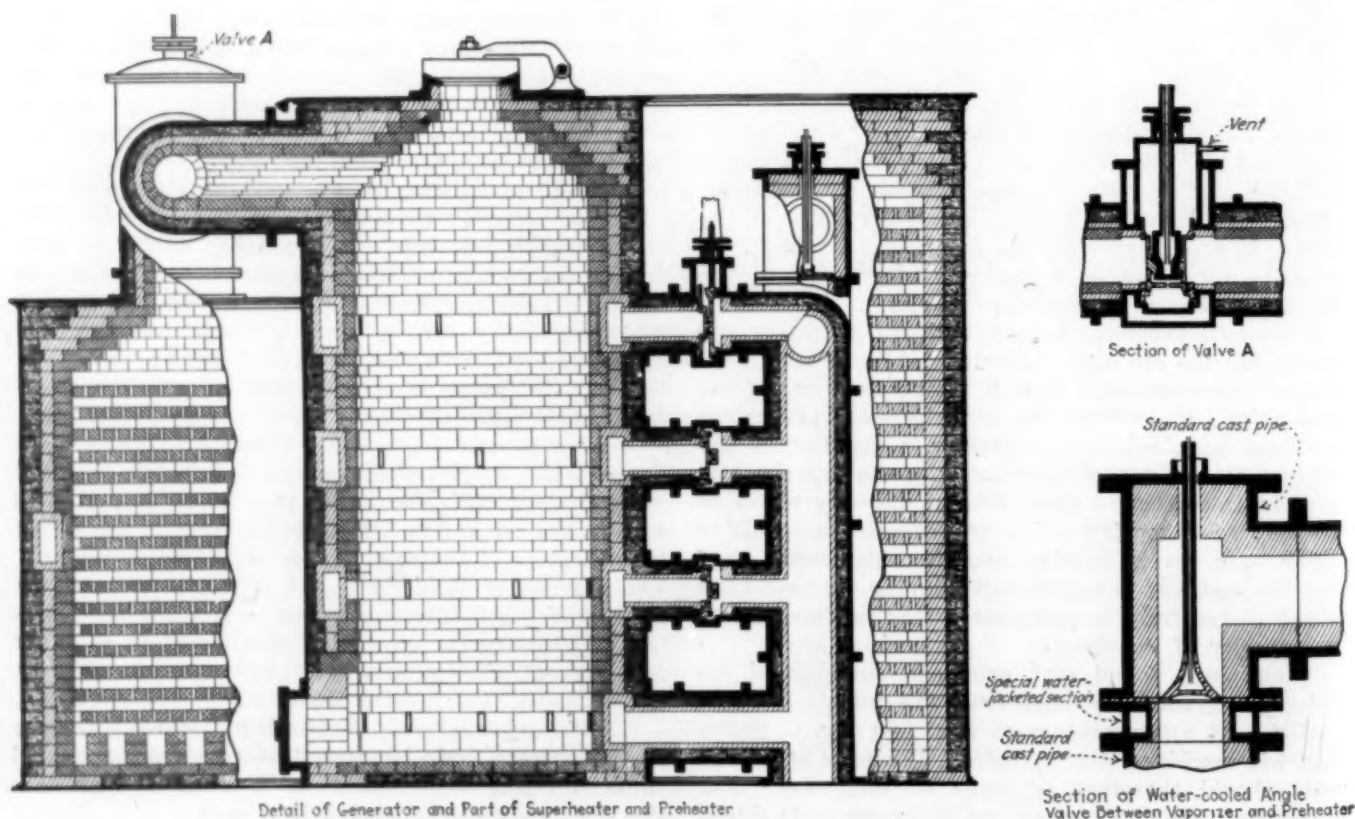 Valve A
Vent
Section of Valve A
Standard cast pipe
Special water-
jacketed section
Standard
cast pipe
Detail of Generator and Part of Superheater and Preheater
Section of Water-cooled Angle
Valve Between Vaporizer and Preheater